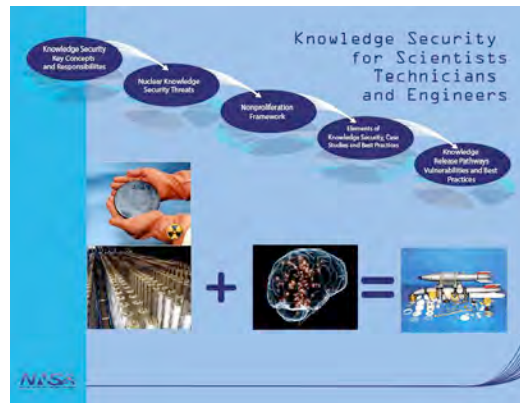 Knowledge Security
for Scientists
Technicians
and Engineers
Knowledge Security
Key Concepts
and Responsibilites
Nuclear Knowledge
Security Threats
Nonproliferation
Framework
Elements of
Knowledge Security, Case
Studies and Best Practices
Knowledge
Release Pathways
Vulnerabilities and Best
Practices
+
=
NNSA